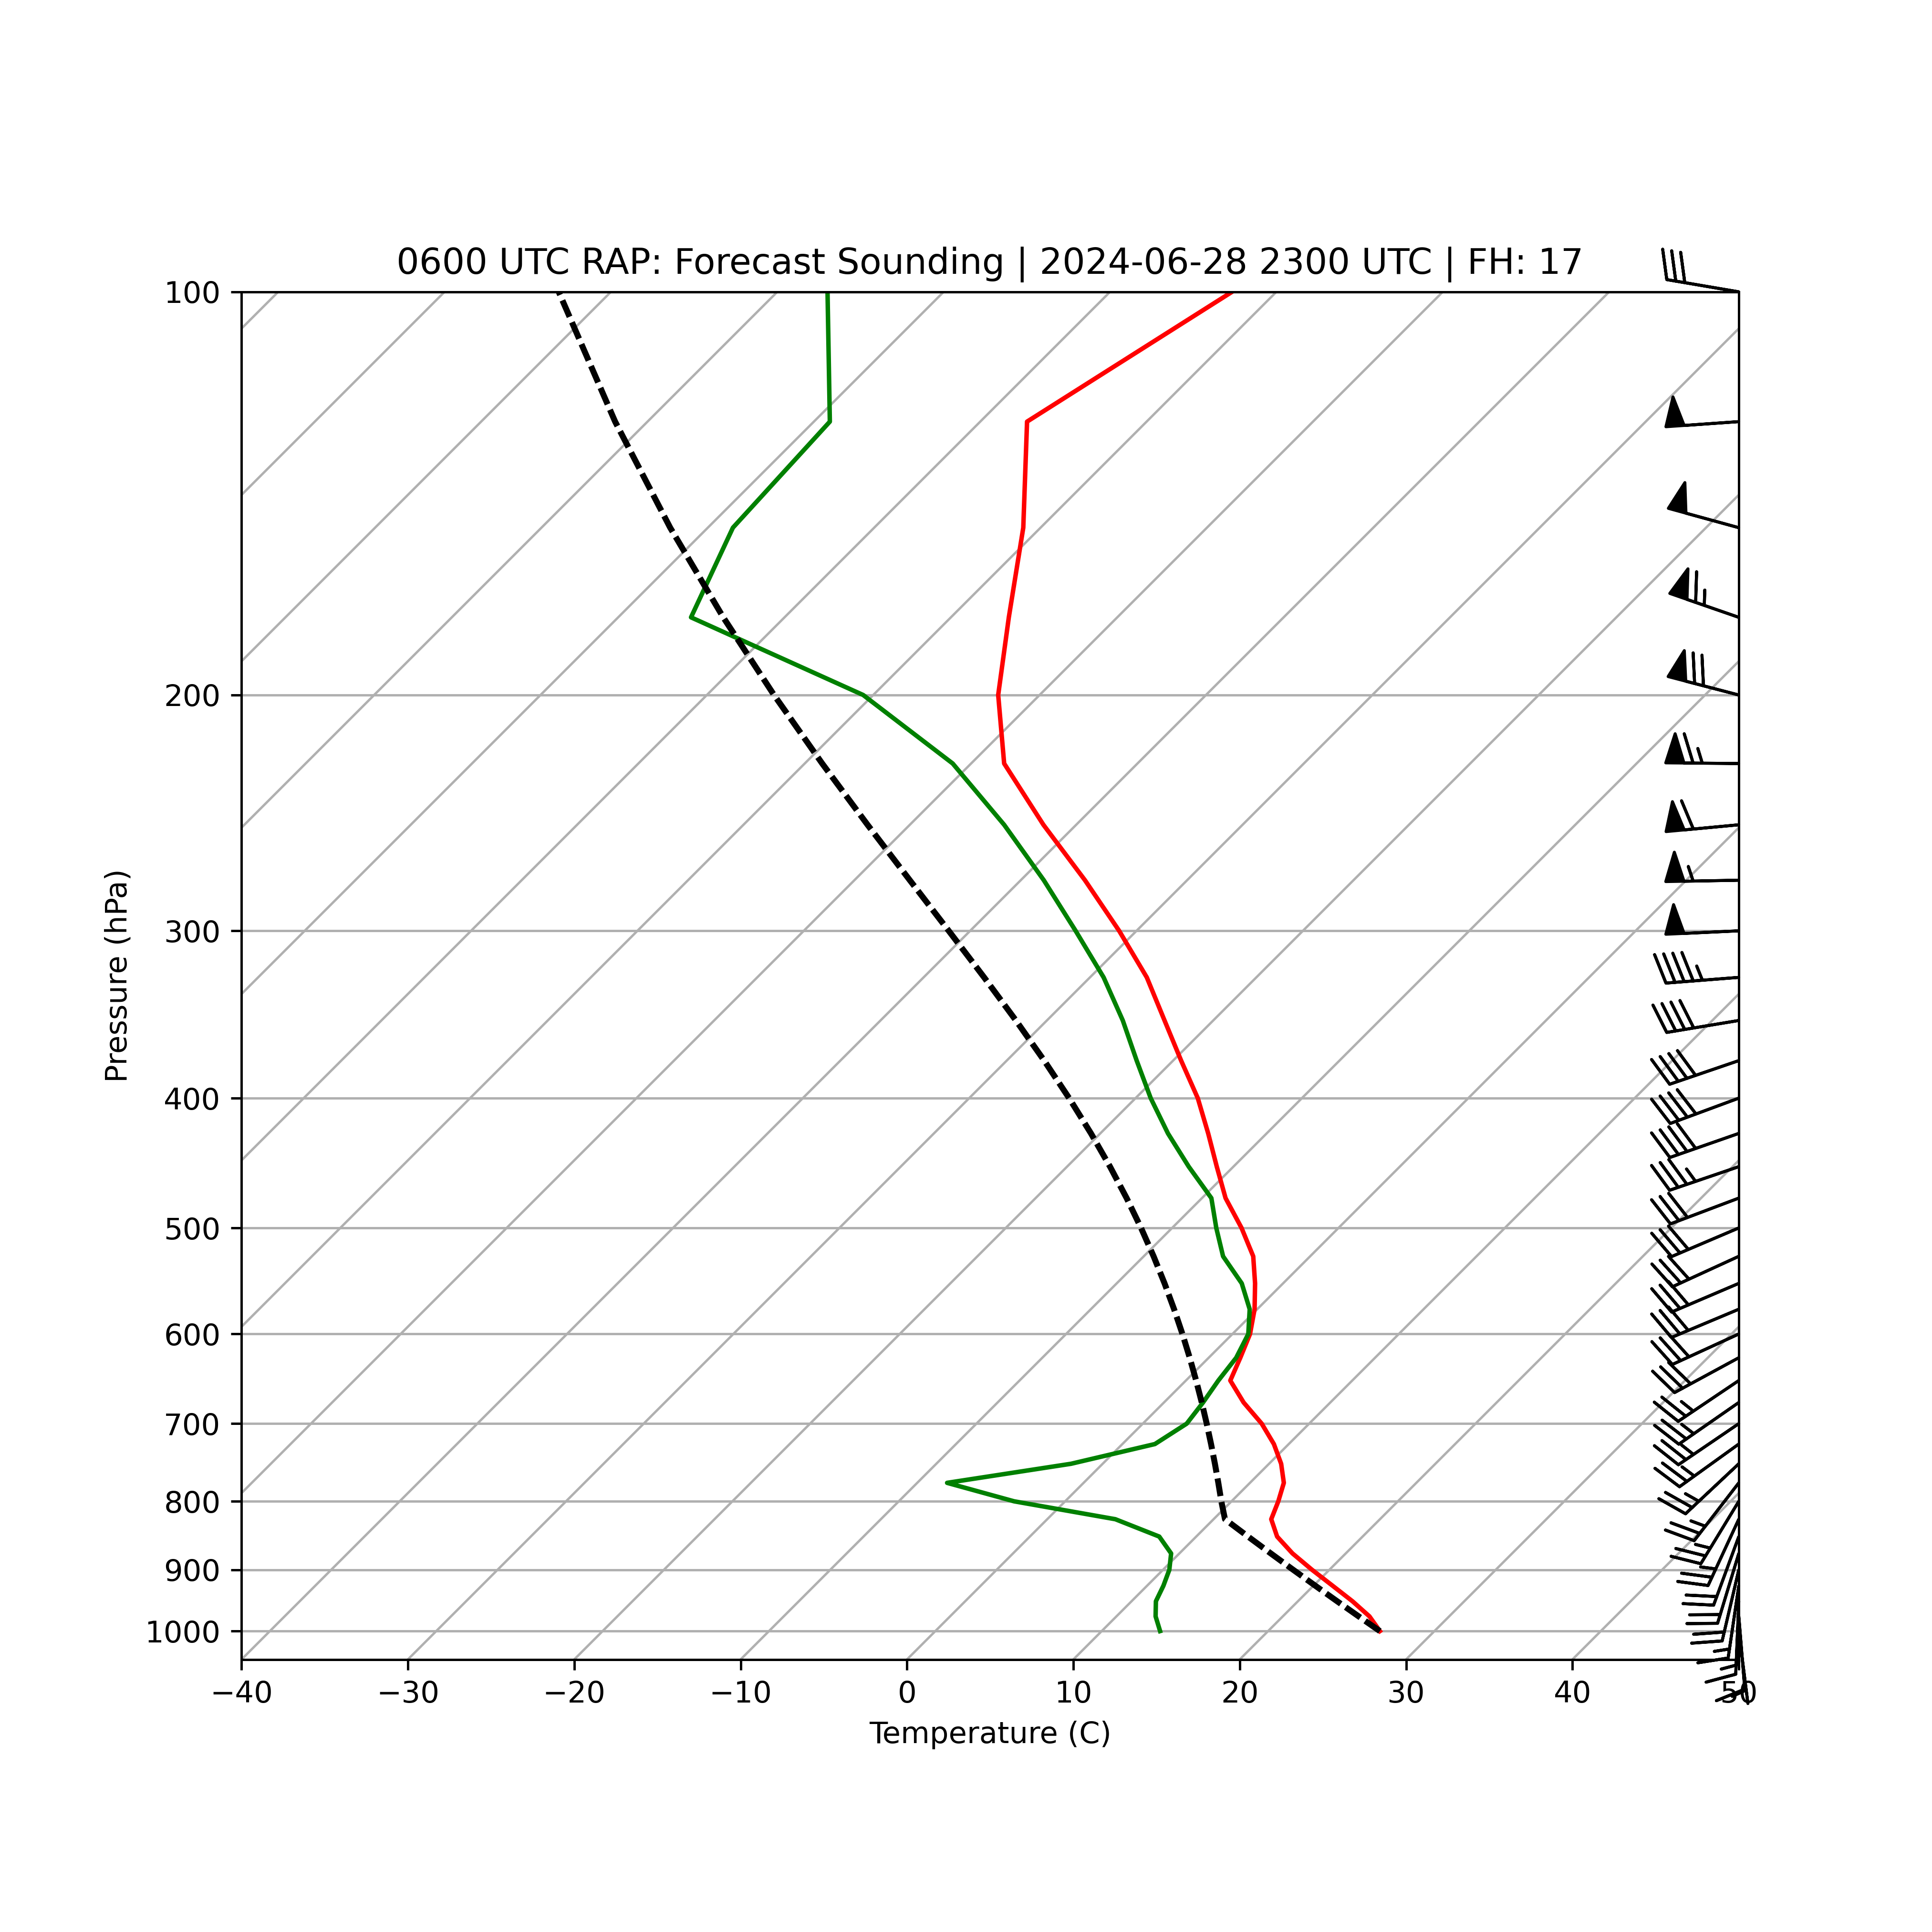 0600 UTC RAP: Forecast Sounding | 2024-06-28 2300 UTC | FH: 17
100
200
300
400
500
600
700
800
900
1000
Pressure (hPa)
−40 −30 −20 −10 0 10 20 30 40 50
Temperature (C)